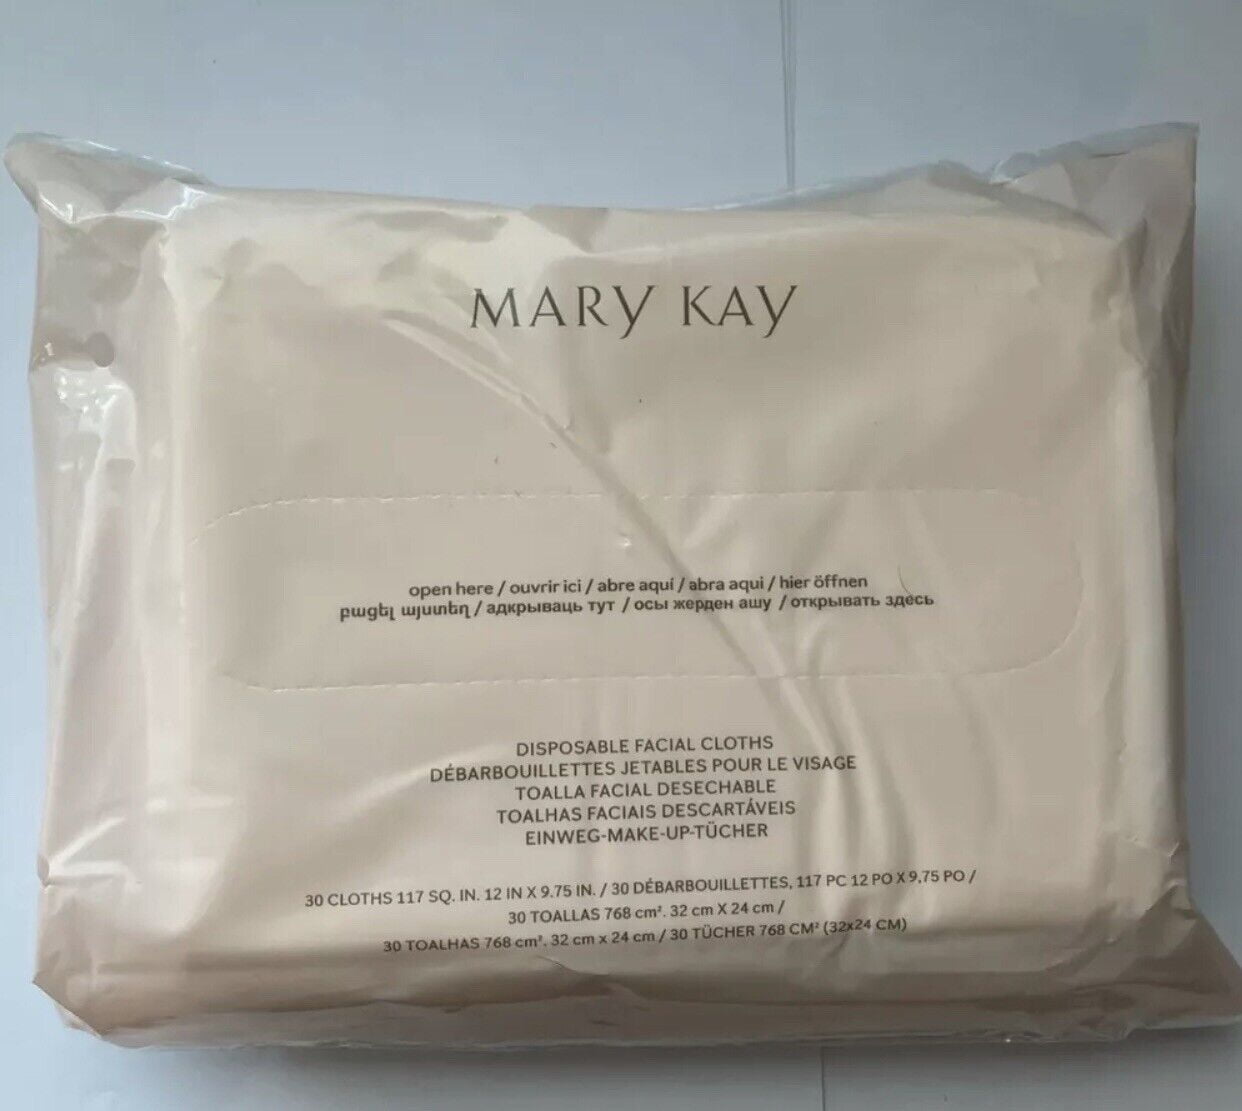 MARY KAY
open here / ouvrir ici / abre aquí / abra aqui / hier öffnen
բացել այստեղ / адкрываць тут / осы жерден ашу / открывать здесь
DISPOSABLE FACIAL CLOTHS
DÉBARBOUILLETTES JETABLES POUR LE VISAGE
TOALLA FACIAL DESECHABLE
TOALHAS FACIAIS DESCARTÁVEIS
EINWEG-MAKE-UP-TÜCHER
30 CLOTHS 117 SQ. IN. 12 IN X 9.75 IN. / 30 DÉBARBOUILLETTES, 117 PC 12 PO X 9,75 PO /
30 TOALLAS 768 cm². 32 cm X 24 cm /
30 TOALHAS 768 cm². 32 cm x 24 cm / 30 TÜCHER 768 CM² (32x24 CM)